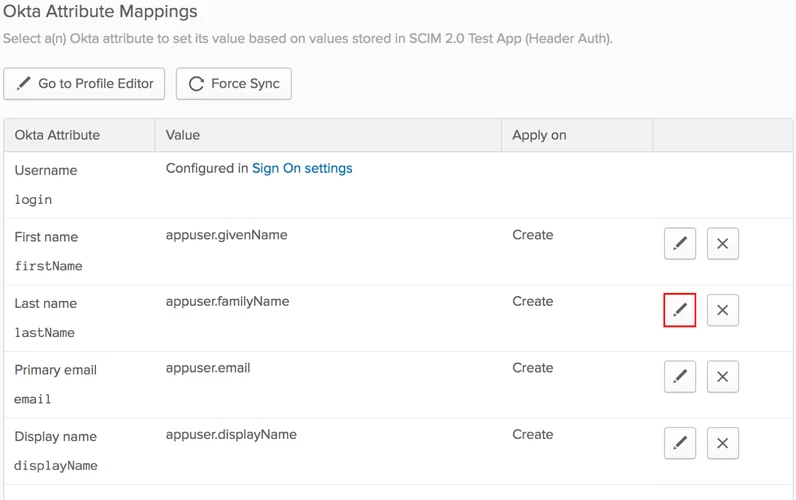 Okta Attribute Mappings
Select a(n) Okta attribute to set its value based on values stored in SCIM 2.0 Test App (Header Auth).
Go to Profile Editor Force Sync
Okta Attribute Value Apply on
Username Configured in Sign On settings
login
First name appuser.givenName Create
firstName
Last name appuser.familyName Create
lastName
Primary email appuser.email Create
email
Display name appuser.displayName Create
displayName